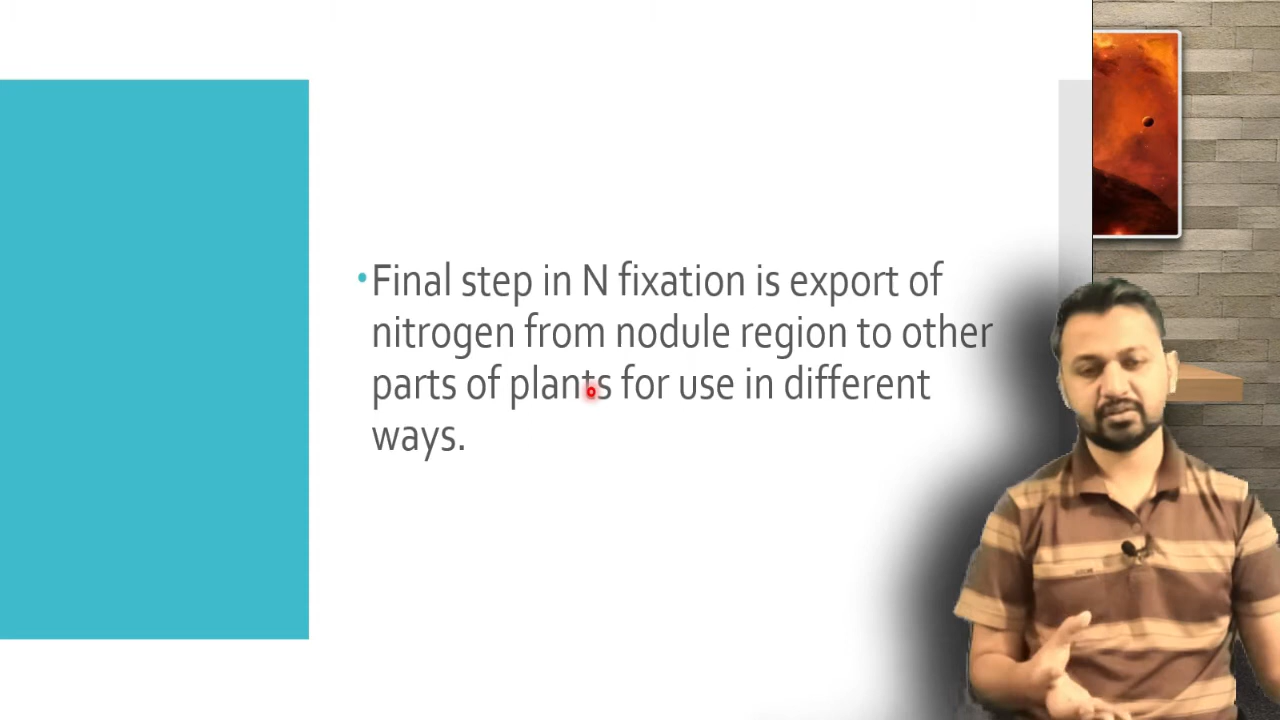 •Final step in N fixation is export of
nitrogen from nodule region to other
parts of plants for use in different
ways.